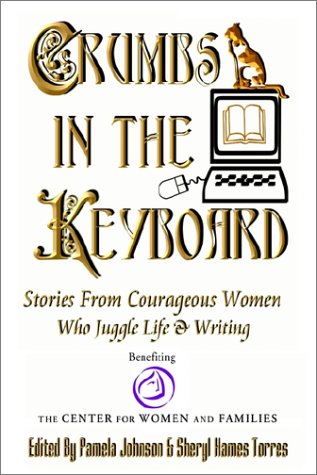 CRUMBS
IN THE
KEYBOARD
Stories From Courageous Women
Who Juggle Life & Writing
Benefiting
THE CENTER FOR WOMEN AND FAMILIES
Edited By Pamela Johnson & Sheryl Hames Torres